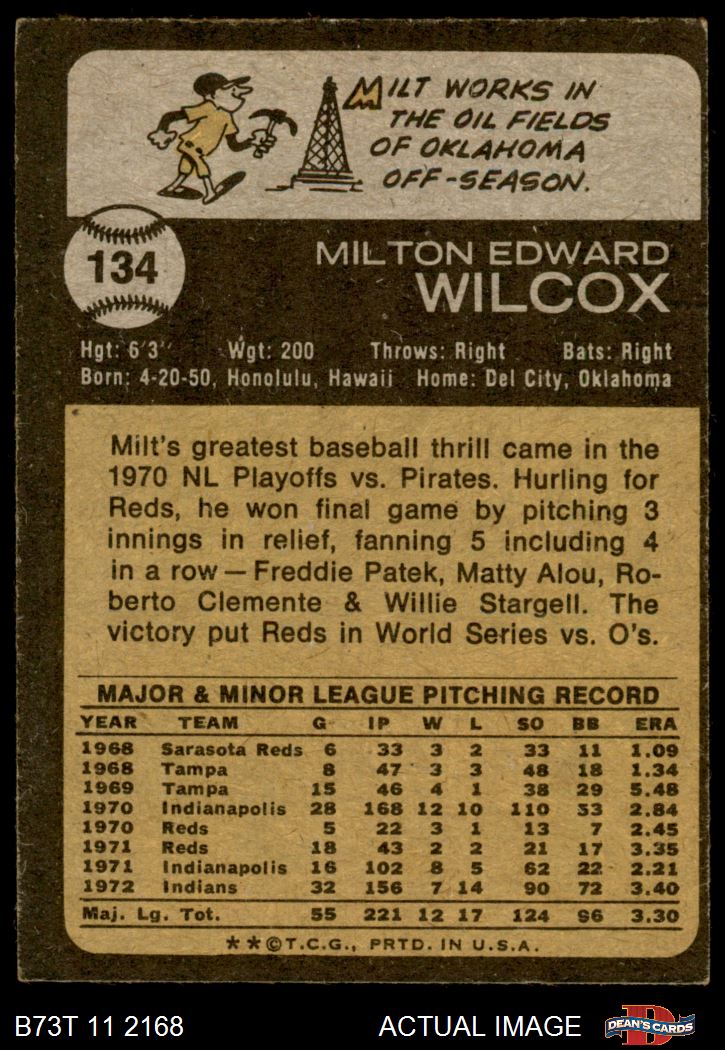 MILT WORKS IN
THE OIL FIELDS
OF OKLAHOMA
OFF-SEASON.
134
MILTON EDWARD
WILCOX
Hgt: 6'3" Wgt: 200 Throws: Right Bats: Right
Born: 4-20-50, Honolulu, Hawaii Home: Del City, Oklahoma
Milt's greatest baseball thrill came in the
1970 NL Playoffs vs. Pirates. Hurling for
Reds, he won final game by pitching 3
innings in relief, fanning 5 including 4
in a row — Freddie Patek, Matty Alou, Ro-
berto Clemente & Willie Stargell. The
victory put Reds in World Series vs. O's.
MAJOR & MINOR LEAGUE PITCHING RECORD
YEAR TEAM G IP W L SO BB ERA
1968 Sarasota Reds 6 33 3 2 33 11 1.09
1968 Tampa 8 47 3 3 48 18 1.34
1969 Tampa 15 46 4 1 38 29 5.48
1970 Indianapolis 28 168 12 10 110 53 2.84
1970 Reds 5 22 3 1 13 7 2.45
1971 Reds 18 43 2 2 21 17 3.35
1971 Indianapolis 16 102 8 5 62 22 2.21
1972 Indians 32 156 7 14 90 72 3.40
Maj. Lg. Tot. 55 221 12 17 124 96 3.30
**©T.C.G., PRTD. IN U.S.A.
B73T 11 2168 ACTUAL IMAGE DEAN'S CARDS